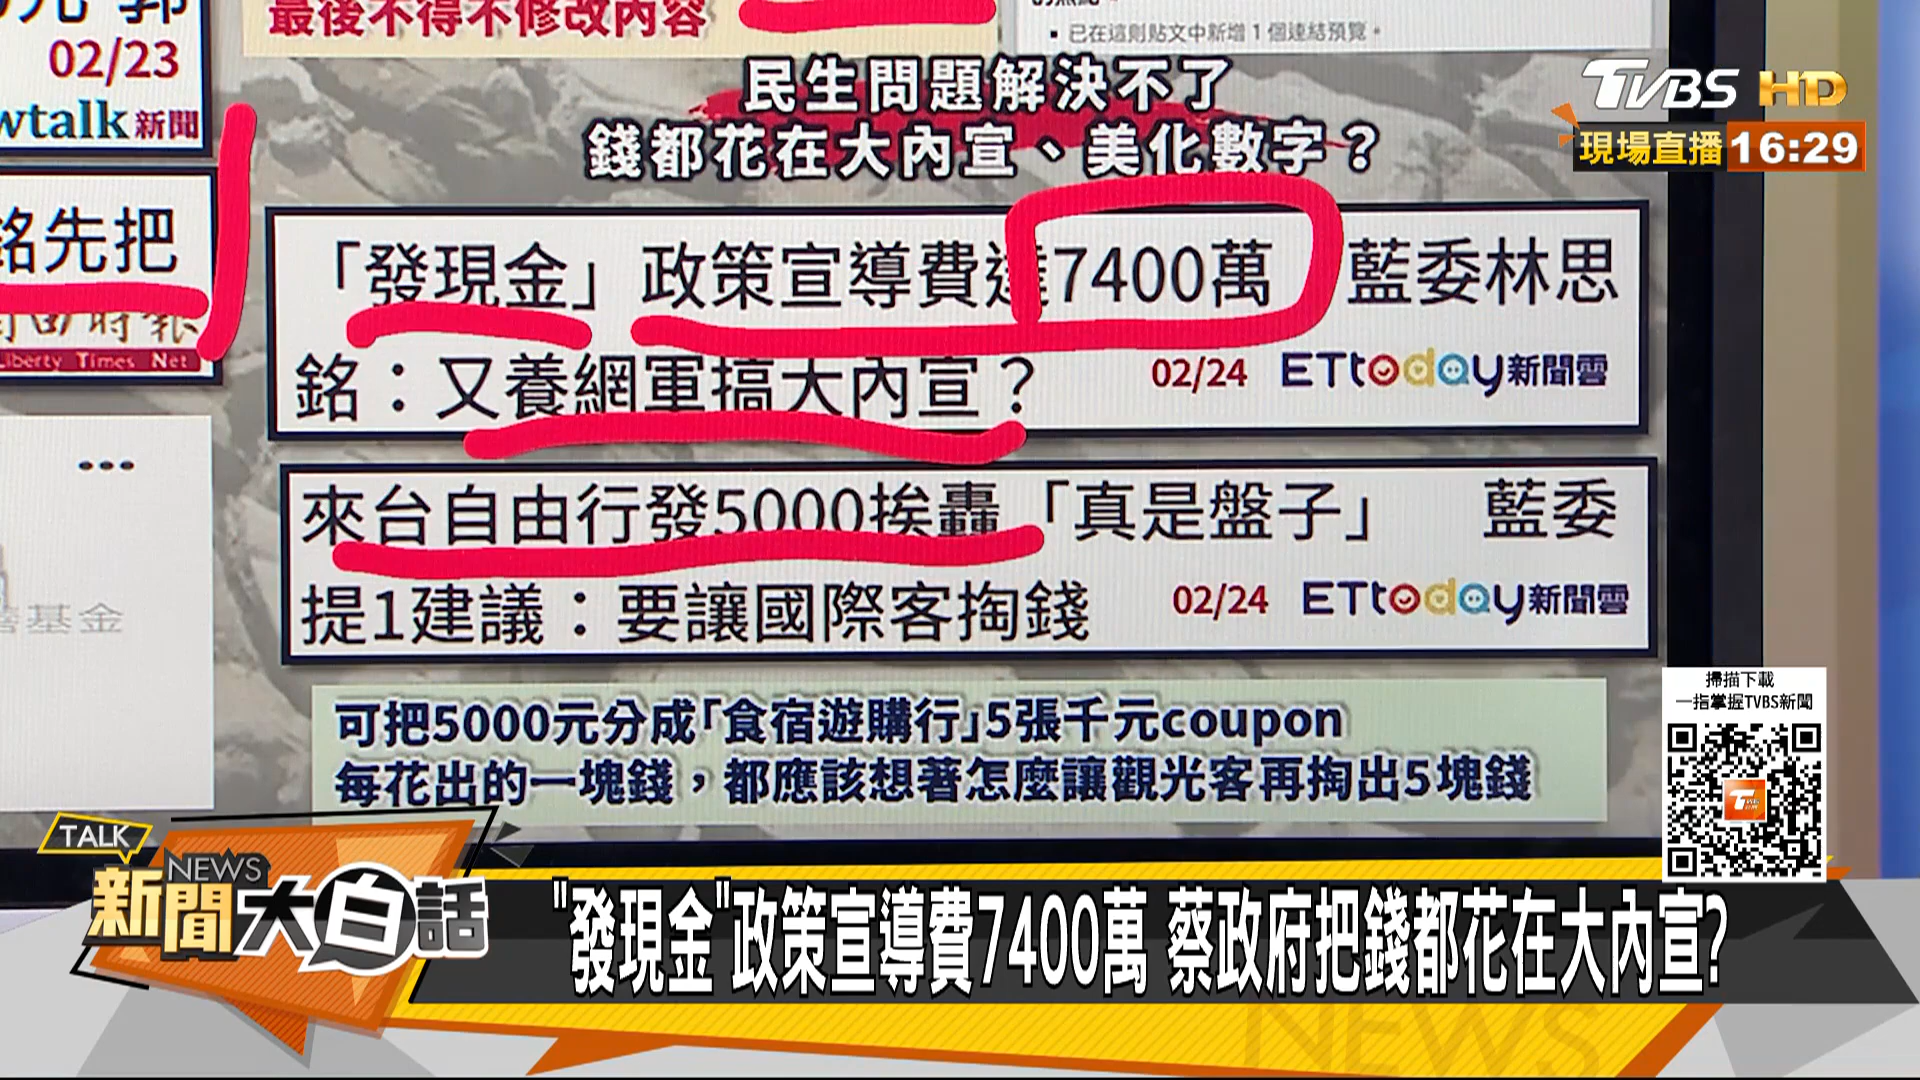 最後不得不修改內容
02/23
wtalk新聞
銘先把
Liberty Times Net
已在這則貼文中新增1個連結預覽。
TVBS HD
現場直播 16:29
民生問題解決不了
錢都花在大內宣、美化數字？
「發現金」政策宣導費達7400萬 藍委林思
銘：又養網軍搞大內宣？ 02/24 ETtoday新聞雲
來台自由行發5000挨轟「真是盤子」 藍委
提1建議：要讓國際客掏錢 02/24 ETtoday新聞雲
基金
可把5000元分成「食宿遊購行」5張千元coupon
每花出的一塊錢，都應該想著怎麼讓觀光客再掏出5塊錢
掃描下載
一指掌握TVBS新聞
TALK
NEWS
新聞大白話
"發現金"政策宣導費7400萬 蔡政府把錢都花在大內宣?
NEWS